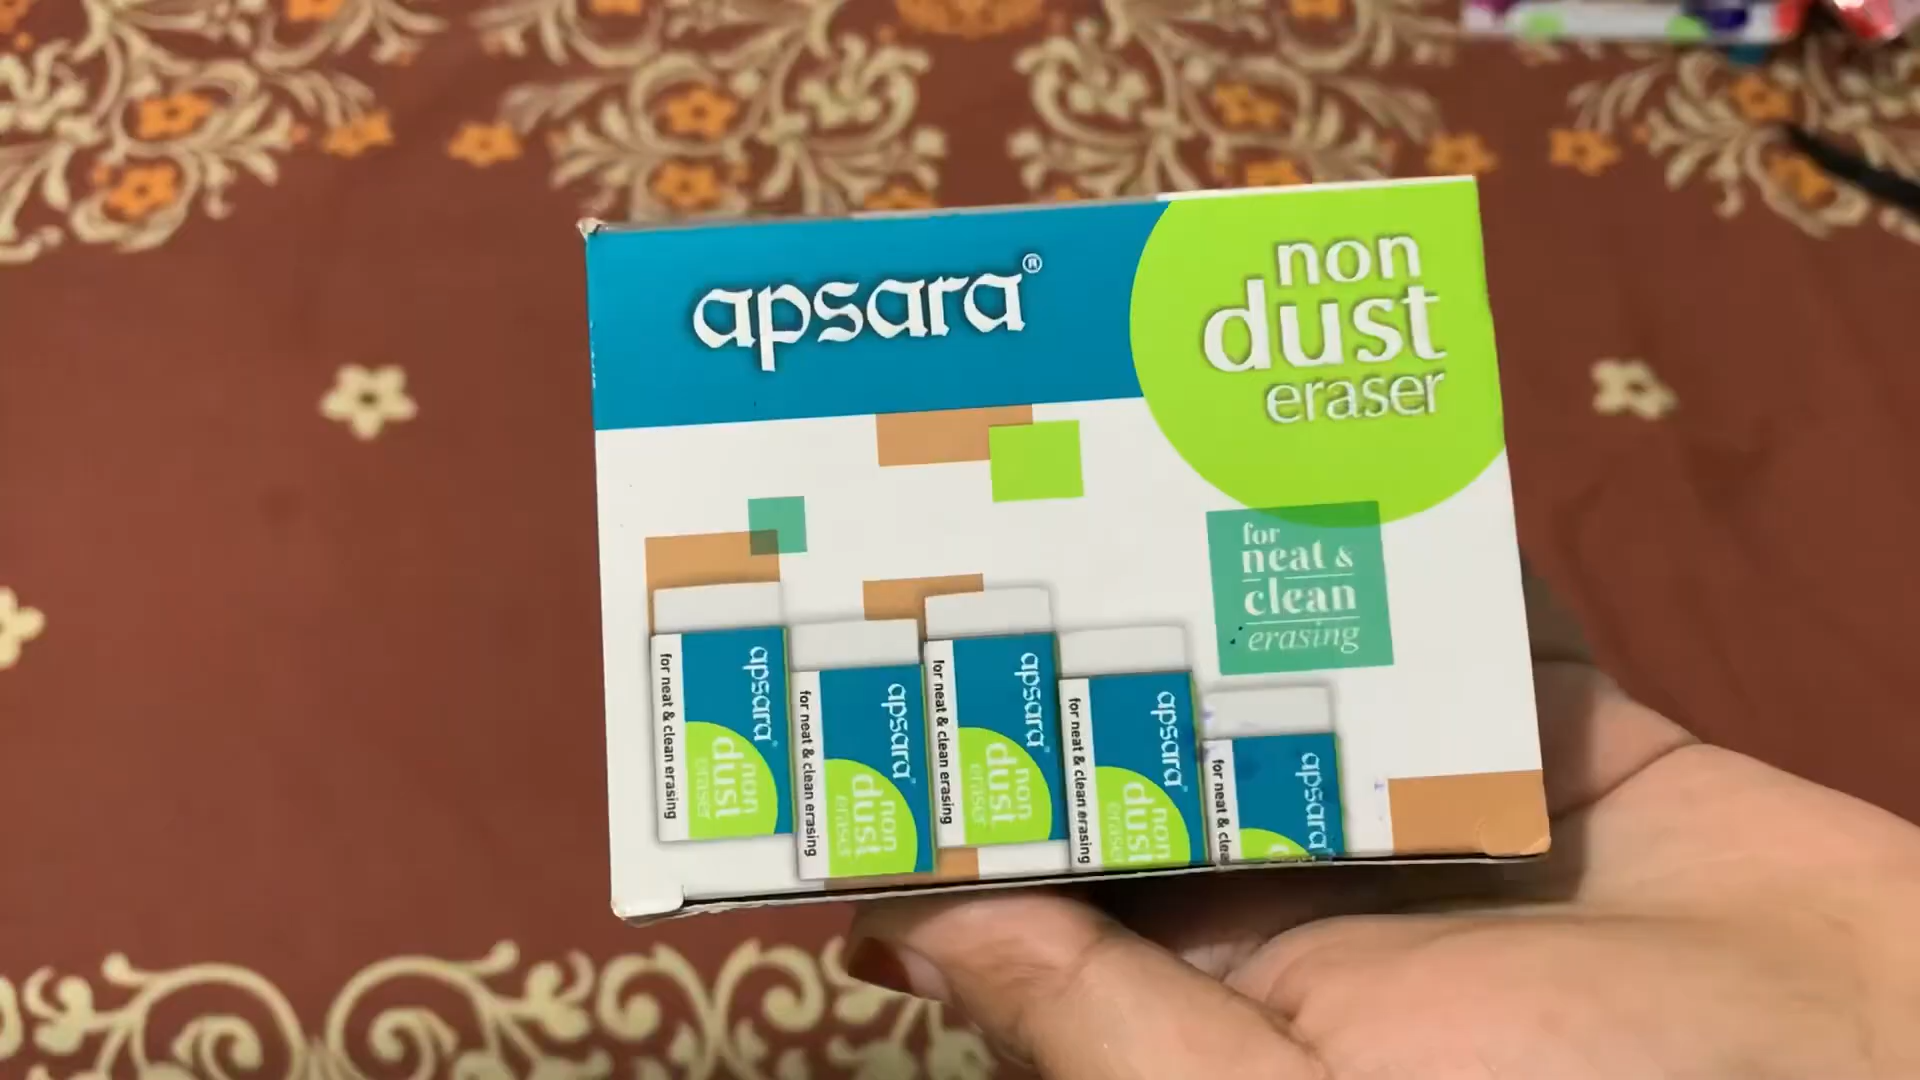 apsara®
non
dust
eraser
for
neat &
clean
erasing
for neat & clean erasing
apsara
non
dust
eraser
for neat & clean erasing
apsara
non
dust
eraser
for neat & clean erasing
apsara
non
dust
eraser
for neat & clean erasing
apsara
non
dust
eraser
for neat & clea
apsara